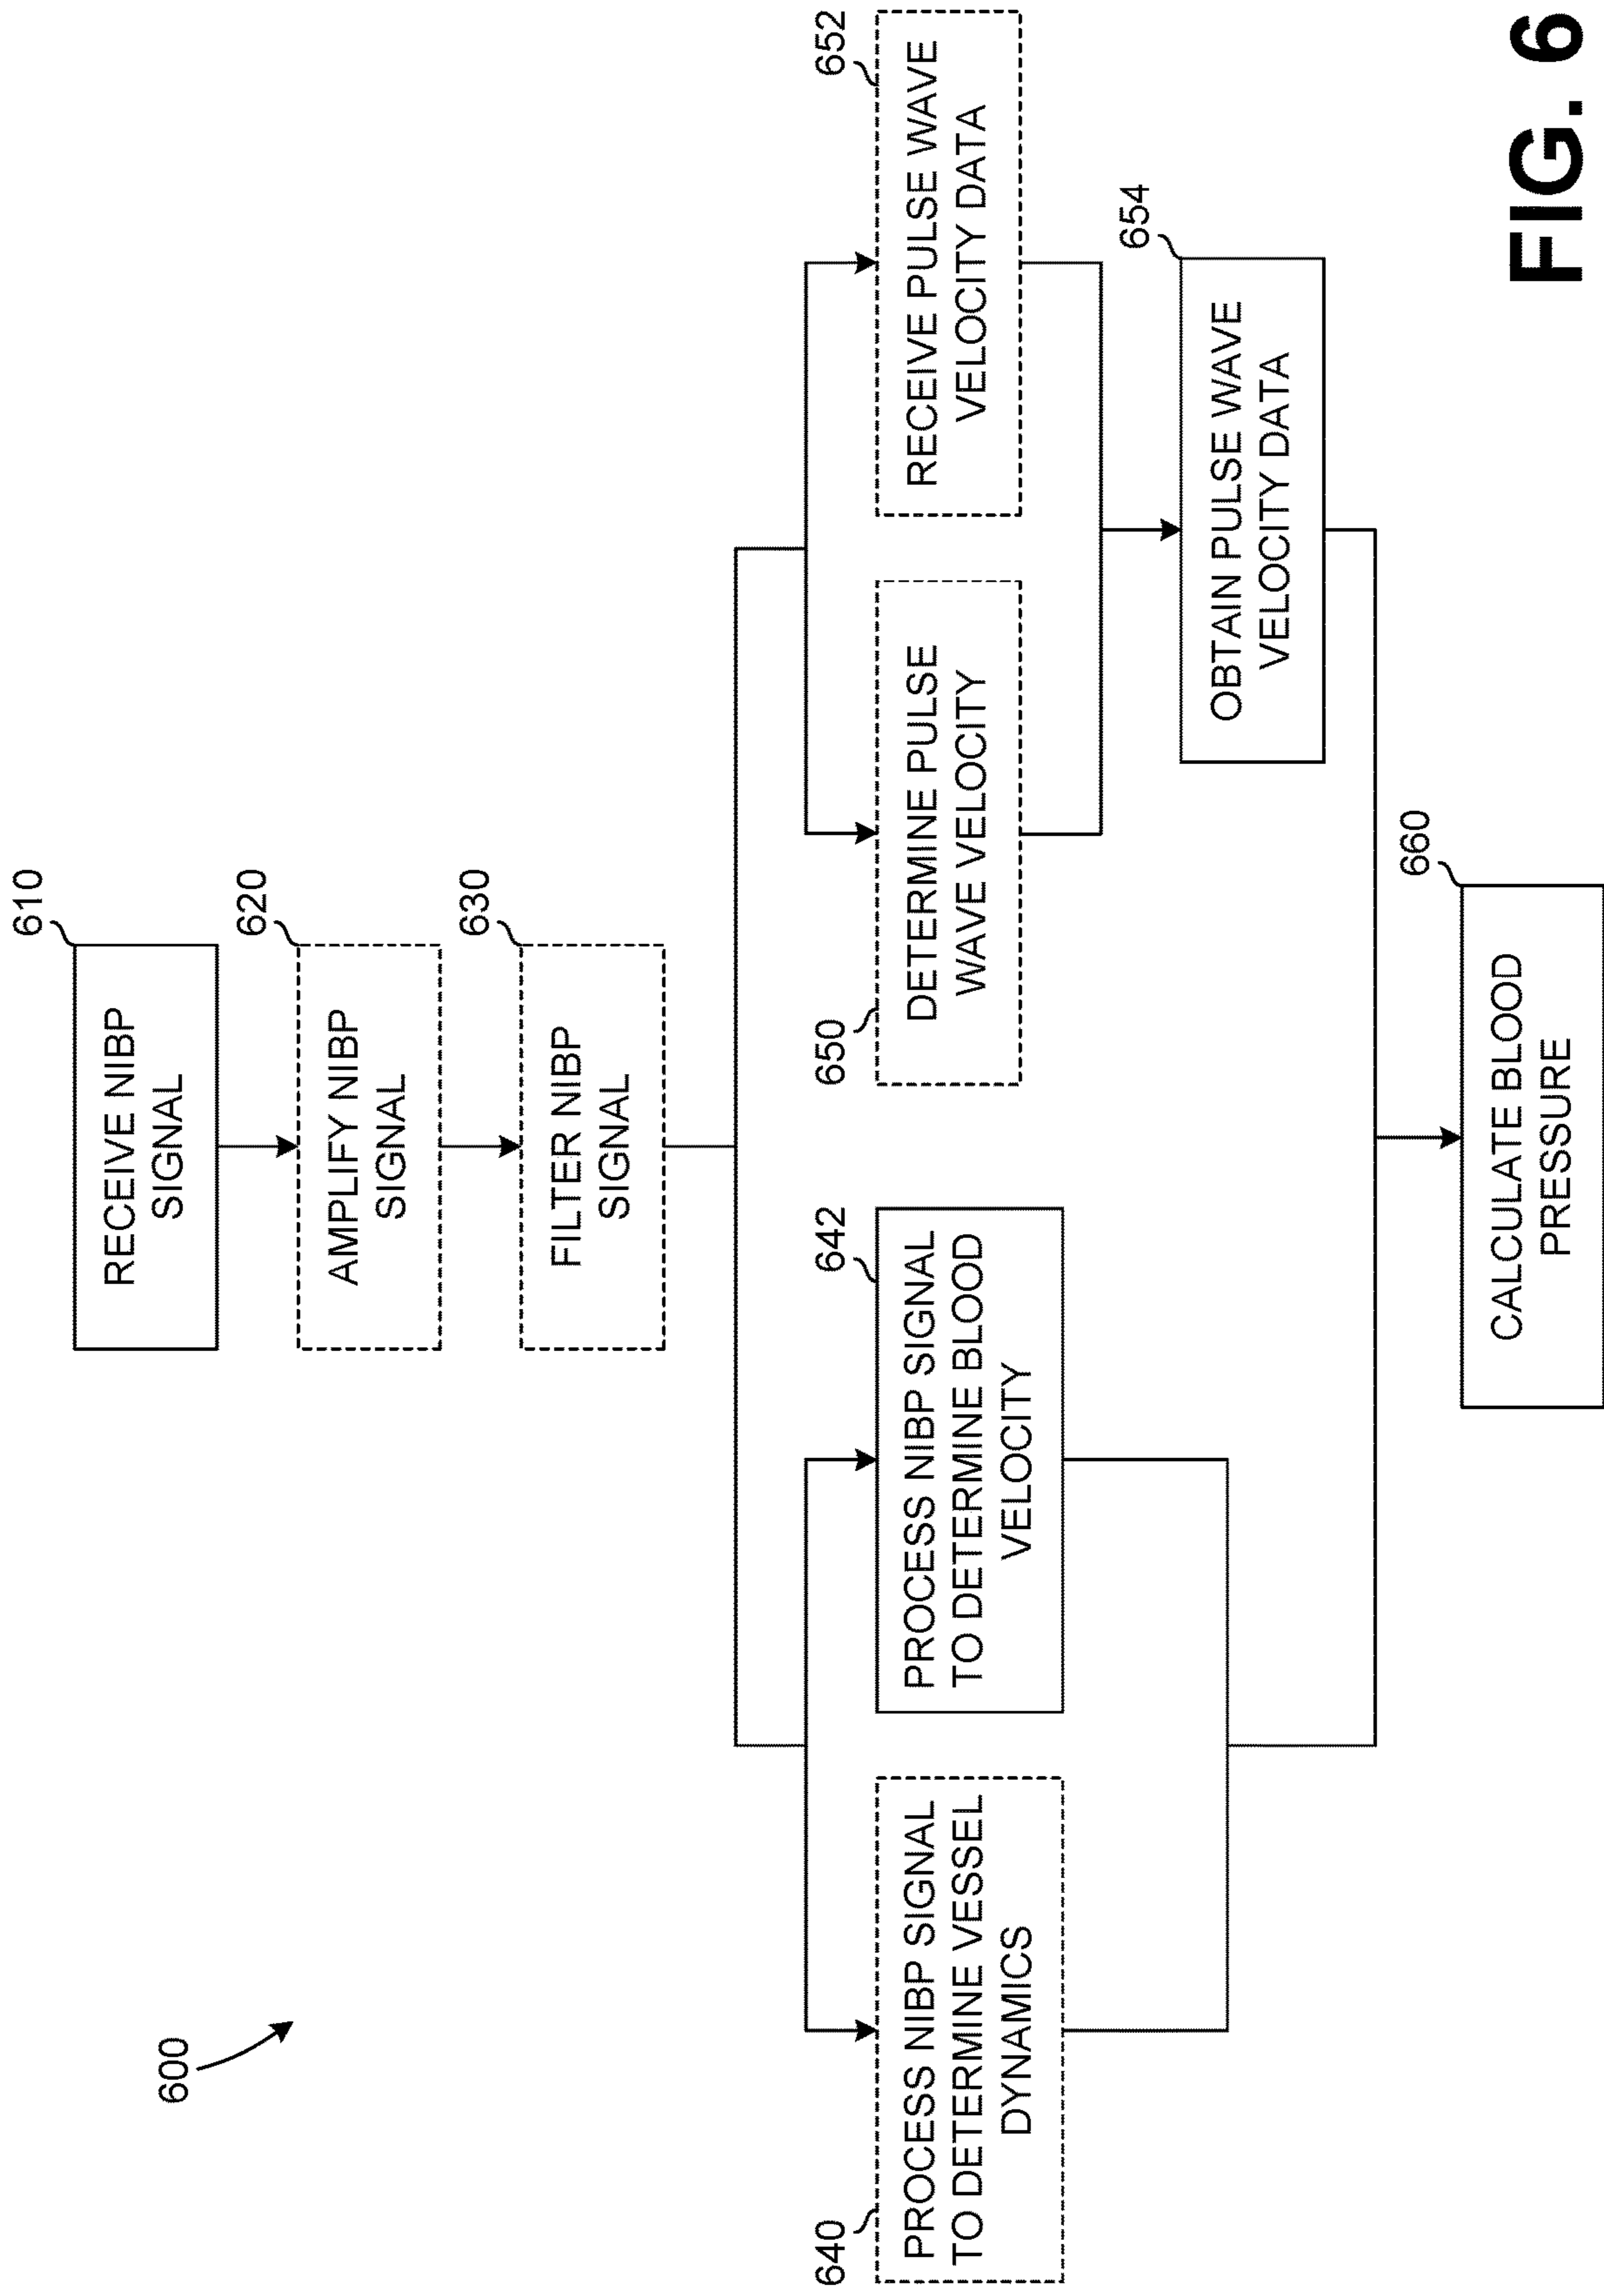 600
610
RECEIVE NIBP
SIGNAL
620
AMPLIFY NIBP
SIGNAL
630
FILTER NIBP
SIGNAL
640
PROCESS NIBP SIGNAL
TO DETERMINE VESSEL
DYNAMICS
642
PROCESS NIBP SIGNAL
TO DETERMINE BLOOD
VELOCITY
650
DETERMINE PULSE
WAVE VELOCITY
652
RECEIVE PULSE WAVE
VELOCITY DATA
654
OBTAIN PULSE WAVE
VELOCITY DATA
660
CALCULATE BLOOD
PRESSURE
FIG. 6